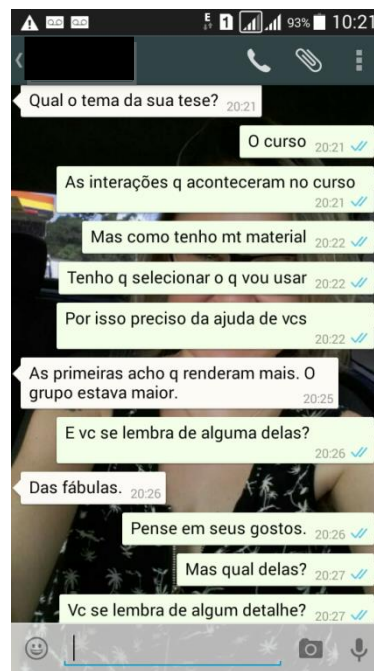 E 1 93% 10:21
Qual o tema da sua tese? 20:21
O curso 20:21
As interações q aconteceram no curso
20:21
Mas como tenho mt material 20:22
Tenho q selecionar o q vou usar 20:22
Por isso preciso da ajuda de vcs
20:22
As primeiras acho q renderam mais. O
grupo estava maior. 20:25
E vc se lembra de alguma delas?
20:26
Das fábulas. 20:26
Pense em seus gostos. 20:26
Mas qual delas? 20:27
Vc se lembra de algum detalhe? 20:27